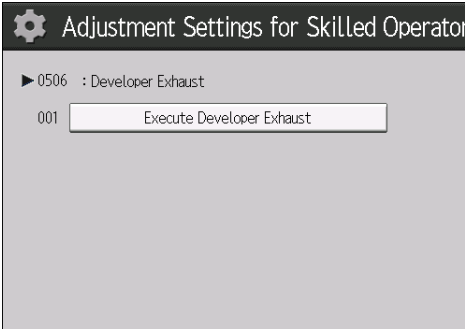 Adjustment Settings for Skilled Operator
►0506 : Developer Exhaust
001 Execute Developer Exhaust